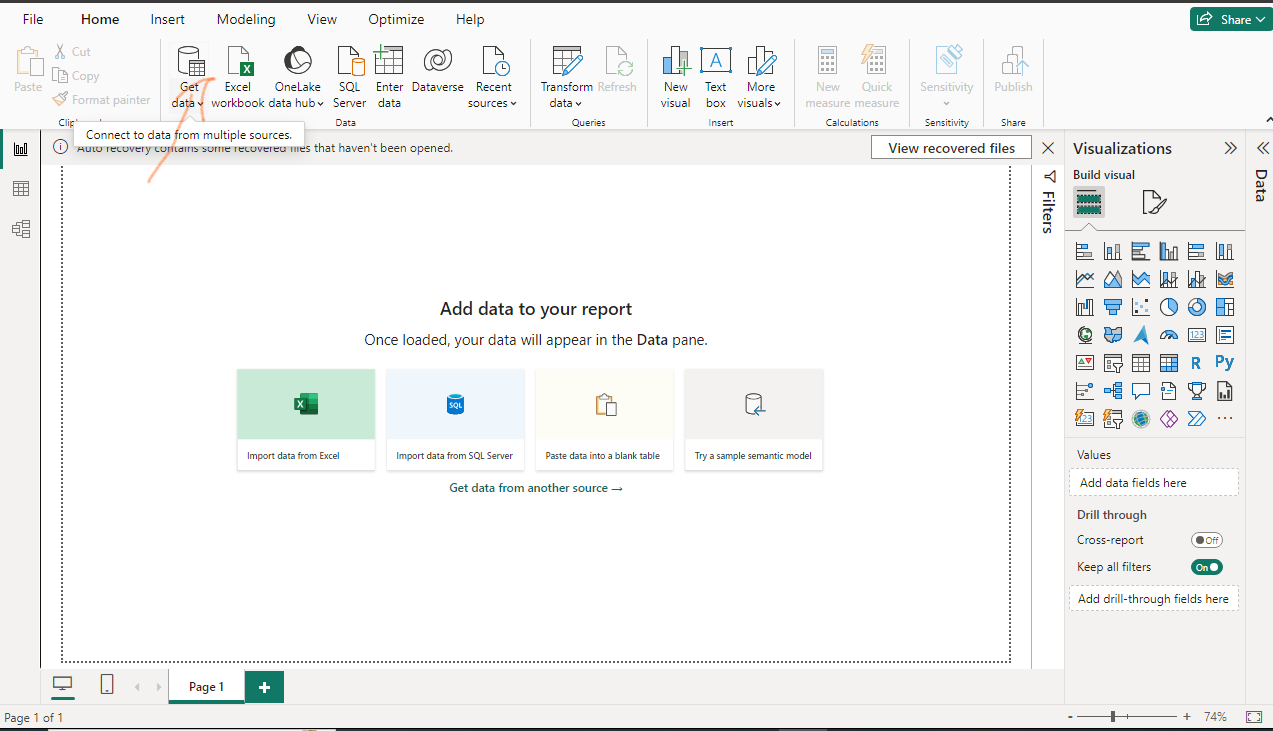 File Home Insert Modeling View Optimize Help Share
Paste Cut
Copy
Format painter
Get data
Excel workbook
OneLake data hub
SQL Server
Enter data
Dataverse
Recent sources
Transform data
Refresh
New visual
Text box
More visuals
New measure
Quick measure
Sensitivity
Publish
Data Queries Insert Calculations Sensitivity Share
Connect to data from multiple sources.
Auto recovery contains some recovered files that haven't been opened.
View recovered files
Filters
Visualizations
Build visual
Data
123
R Py
123
Add data to your report
Once loaded, your data will appear in the Data pane.
X SQL
Import data from Excel
Import data from SQL Server
Paste data into a blank table
Try a sample semantic model
Get data from another source →
Values
Add data fields here
Drill through
Cross-report Off
Keep all filters On
Add drill-through fields here
Page 1 +
Page 1 of 1
- + 74%